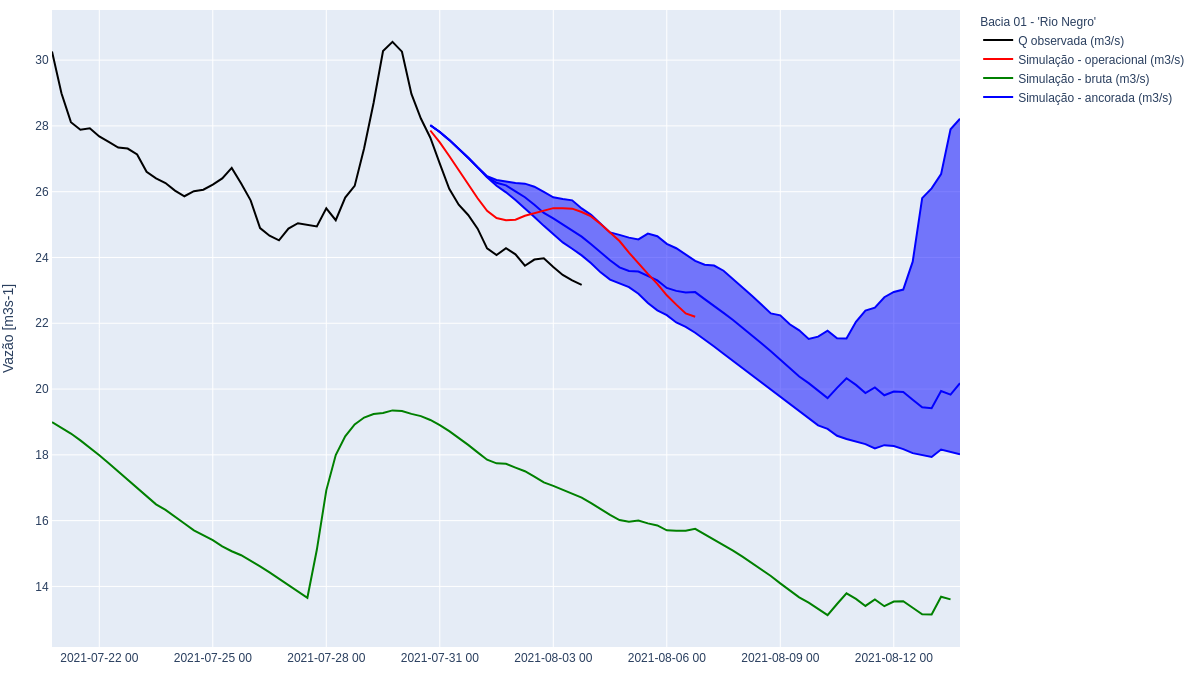 Bacia 01 - 'Rio Negro'
Q observada (m3/s)
Simulação - operacional (m3/s)
Simulação - bruta (m3/s)
Simulação - ancorada (m3/s)
Vazão [m3s-1]
30
28
26
24
22
20
18
16
14
2021-07-22 00
2021-07-25 00
2021-07-28 00
2021-07-31 00
2021-08-03 00
2021-08-06 00
2021-08-09 00
2021-08-12 00